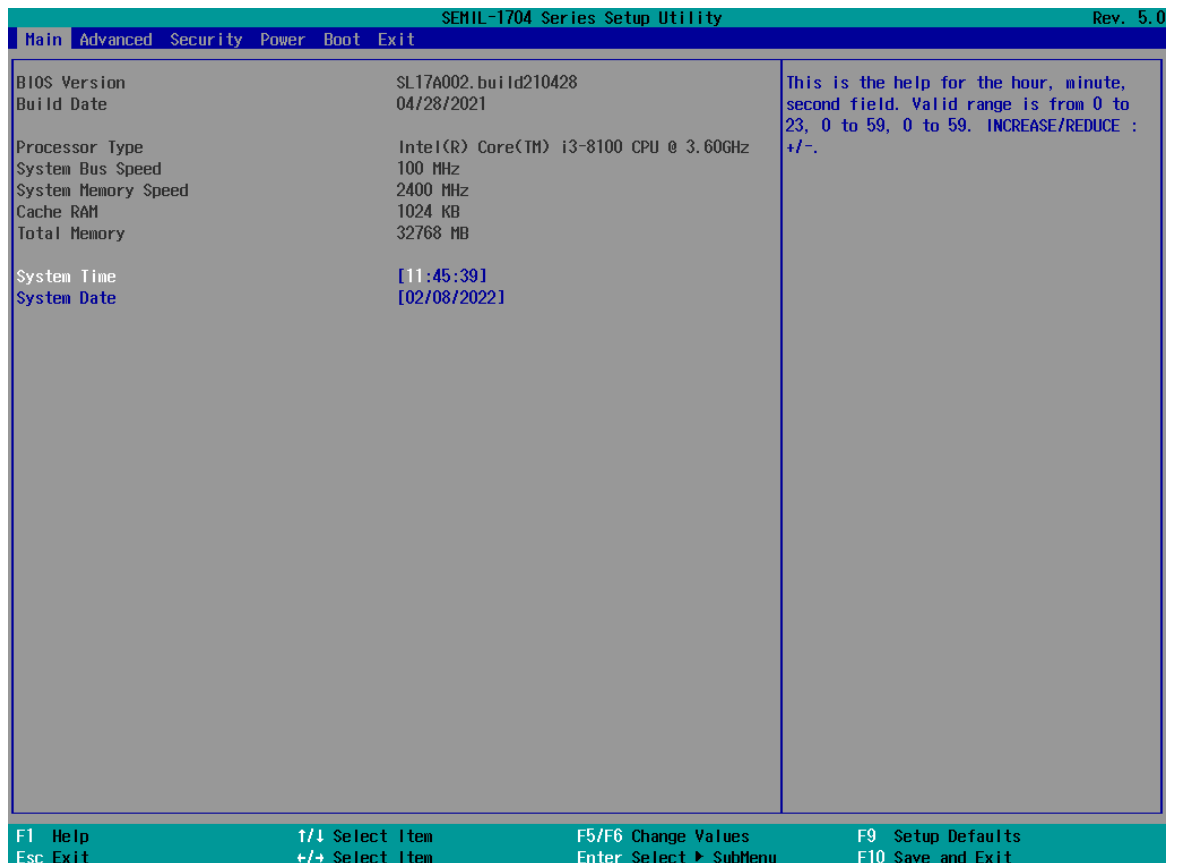 SEMIL-1704 Series Setup Utility Rev. 5.0
Main Advanced Security Power Boot Exit
BIOS Version SL17A002.build210428
Build Date 04/28/2021
Processor Type Intel(R) Core(TM) i3-8100 CPU @ 3.60GHz
System Bus Speed 100 MHz
System Memory Speed 2400 MHz
Cache RAM 1024 KB
Total Memory 32768 MB
System Time [11:45:39]
System Date [02/08/2022]
This is the help for the hour, minute,
second field. Valid range is from 0 to
23, 0 to 59, 0 to 59. INCREASE/REDUCE :
+/-.
F1 Help ↑/↓ Select Item F5/F6 Change Values F9 Setup Defaults
Esc Exit ←/→ Select Item Enter Select ▶ SubMenu F10 Save and Exit